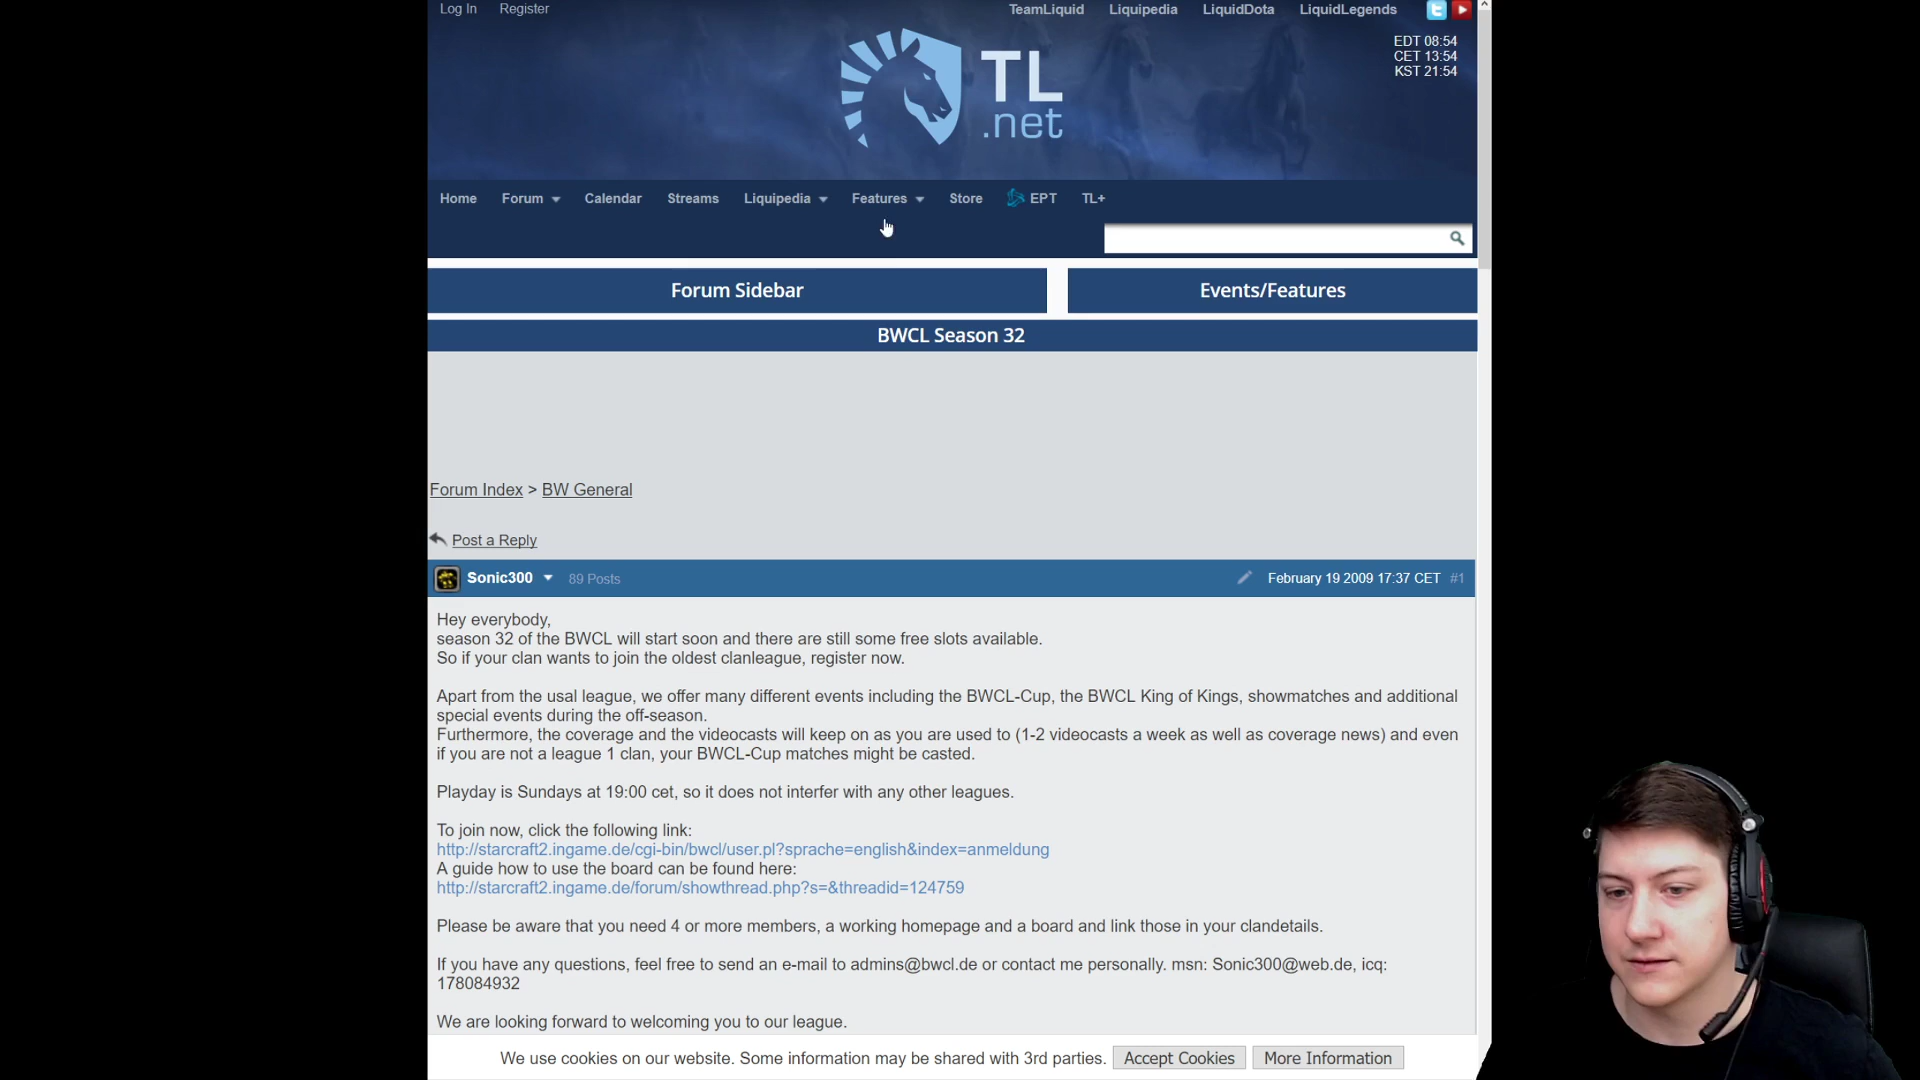 Log In Register TeamLiquid Liquipedia LiquidDota LiquidLegends
EDT 08:54
CET 13:54
KST 21:54
TL
.net
Home Forum Calendar Streams Liquipedia Features Store EPT TL+
Forum Sidebar Events/Features
BWCL Season 32
Forum Index > BW General
Post a Reply
Sonic300 89 Posts February 19 2009 17:37 CET #1
Hey everybody,
season 32 of the BWCL will start soon and there are still some free slots available.
So if your clan wants to join the oldest clanleague, register now.
Apart from the usal league, we offer many different events including the BWCL-Cup, the BWCL King of Kings, showmatches and additional
special events during the off-season.
Furthermore, the coverage and the videocasts will keep on as you are used to (1-2 videocasts a week as well as coverage news) and even
if you are not a league 1 clan, your BWCL-Cup matches might be casted.
Playday is Sundays at 19:00 cet, so it does not interfer with any other leagues.
To join now, click the following link:
http://starcraft2.ingame.de/cgi-bin/bwcl/user.pl?sprache=english&index=anmeldung
A guide how to use the board can be found here:
http://starcraft2.ingame.de/forum/showthread.php?s=&threadid=124759
Please be aware that you need 4 or more members, a working homepage and a board and link those in your clandetails.
If you have any questions, feel free to send an e-mail to admins@bwcl.de or contact me personally. msn: Sonic300@web.de, icq:
178084932
We are looking forward to welcoming you to our league.
We use cookies on our website. Some information may be shared with 3rd parties. Accept Cookies More Information